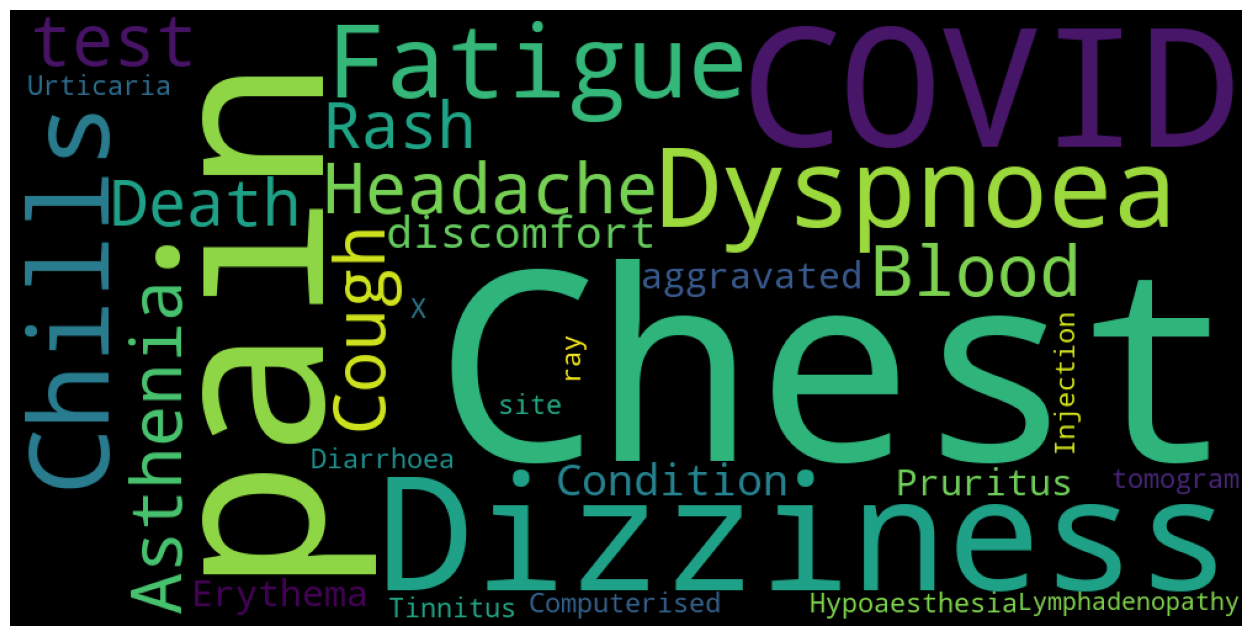 test
Fatigue
COVID
Urticaria
Rash
Chills
pain
Headache
Dyspnoea
Death
discomfort
Blood
aggravated
Cough
X
Chest
Asthenia
ray
Injection
site
Diarrhoea
Condition
Pruritus
tomogram
Dizziness
Erythema
Tinnitus
Computerised
Hypoaesthesia
Lymphadenopathy